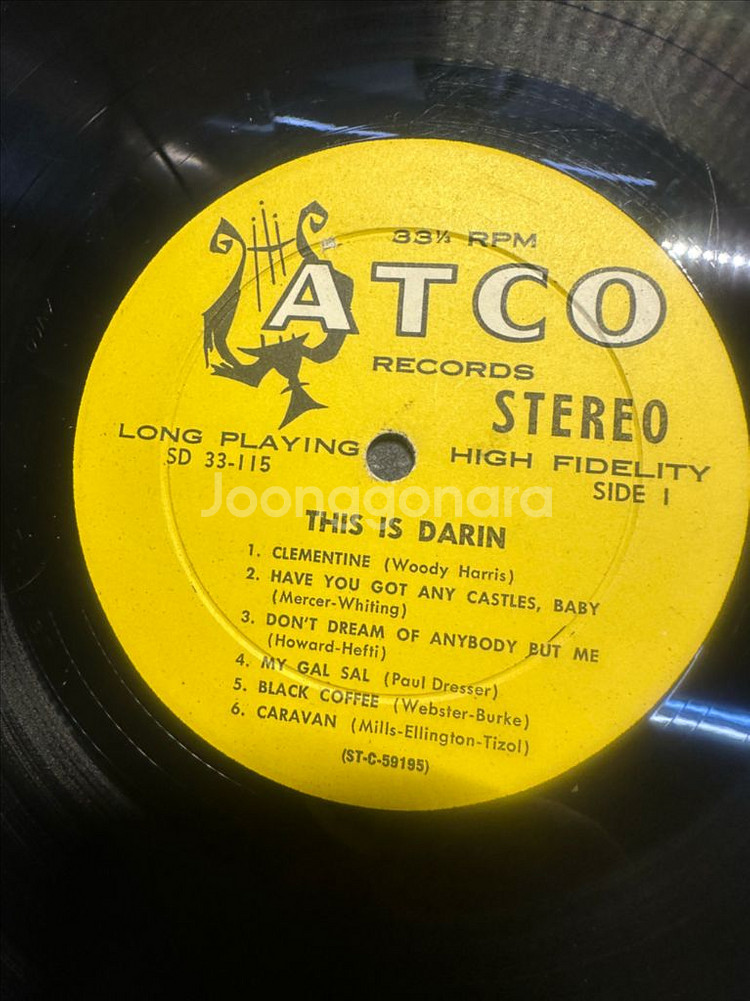 33⅓ RPM
ATCO
RECORDS
STEREO
LONG PLAYING
HIGH FIDELITY
SD 33-115
SIDE 1
Joonggonara
THIS IS DARIN
1. CLEMENTINE (Woody Harris)
2. HAVE YOU GOT ANY CASTLES, BABY
(Mercer-Whiting)
3. DON'T DREAM OF ANYBODY BUT ME
(Howard-Hefti)
4. MY GAL SAL (Paul Dresser)
5. BLACK COFFEE (Webster-Burke)
6. CARAVAN (Mills-Ellington-Tizol)
(ST-C-59195)